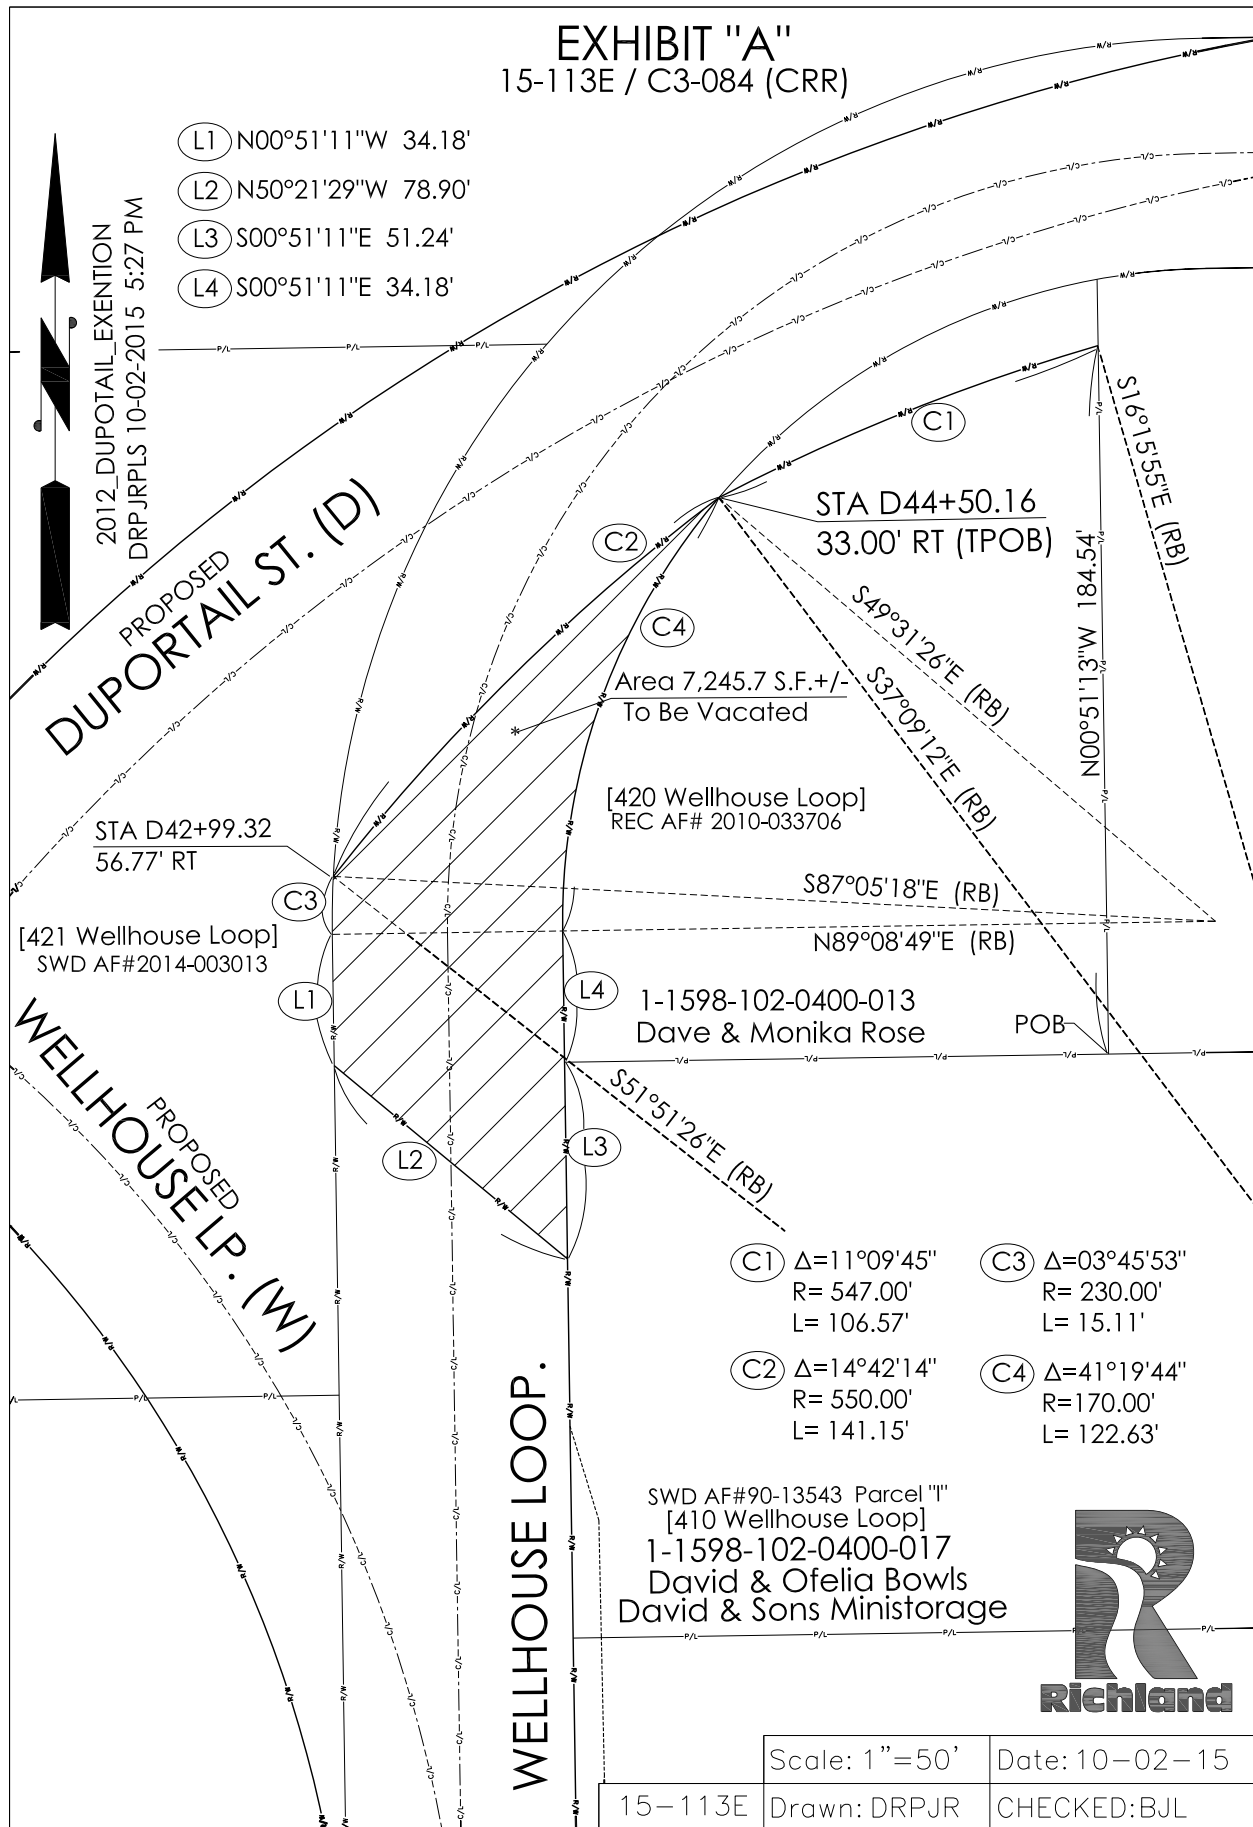 EXHIBIT "A"
15-113E / C3-084 (CRR)
L1 N00°51'11"W 34.18'
L2 N50°21'29"W 78.90'
L3 S00°51'11"E 51.24'
L4 S00°51'11"E 34.18'
2012_DUPOTAIL_EXENTION
DRPJRPLS 10-02-2015 5:27 PM
PROPOSED
DUPORTAIL ST. (D)
C1
C2
STA D44+50.16
33.00' RT (TPOB)
S16°15'55"E (RB)
C4
S49°31'26"E (RB)
S37°09'12"E (RB)
N00°51'13"W 184.54'
Area 7,245.7 S.F.+/-
To Be Vacated
*
[420 Wellhouse Loop]
REC AF# 2010-033706
STA D42+99.32
56.77' RT
C3
S87°05'18"E (RB)
N89°08'49"E (RB)
[421 Wellhouse Loop]
SWD AF#2014-003013
L1
L4
1-1598-102-0400-013
Dave & Monika Rose
POB
S51°51'26"E (RB)
PROPOSED
WELLHOUSE LP. (W)
L2
L3
C1 Δ=11°09'45"
R= 547.00'
L= 106.57'
C3 Δ=03°45'53"
R= 230.00'
L= 15.11'
C2 Δ=14°42'14"
R= 550.00'
L= 141.15'
C4 Δ=41°19'44"
R=170.00'
L= 122.63'
WELLHOUSE LOOP.
SWD AF#90-13543 Parcel "I"
[410 Wellhouse Loop]
1-1598-102-0400-017
David & Ofelia Bowls
David & Sons Ministorage
Richland
Scale: 1"=50' Date: 10-02-15
15-113E Drawn: DRPJR CHECKED:BJL